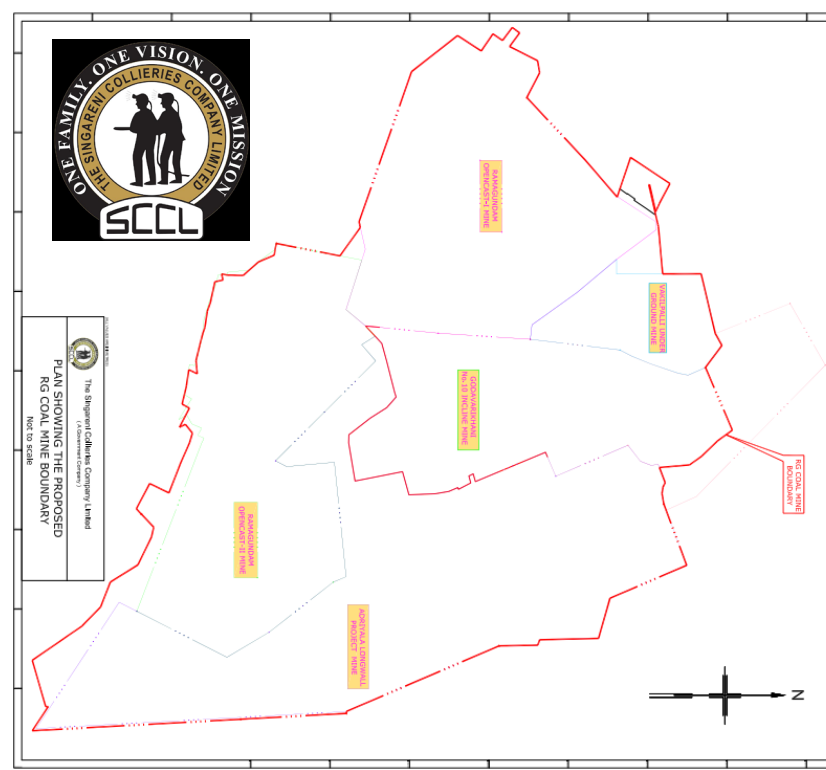 ONE FAMILY. ONE VISION. ONE MISSION
THE SINGARENI COLLIERIES COMPANY LIMITED
SCCL
RAMAGUNDAM
OPENCAST-I MINE
VAKILPALLI UNDER
GROUND MINE
GODAVARIKHANI
No.10 INCLINE MINE
RG COAL MINE
BOUNDARY
RAMAGUNDAM
OPENCAST-II MINE
ADRIYALA LONGWALL
PROJECT MINE
The Singareni Collieries Company Limited
( A Government Company )
PLAN SHOWING THE PROPOSED
RG COAL MINE BOUNDARY
Not to scale
N